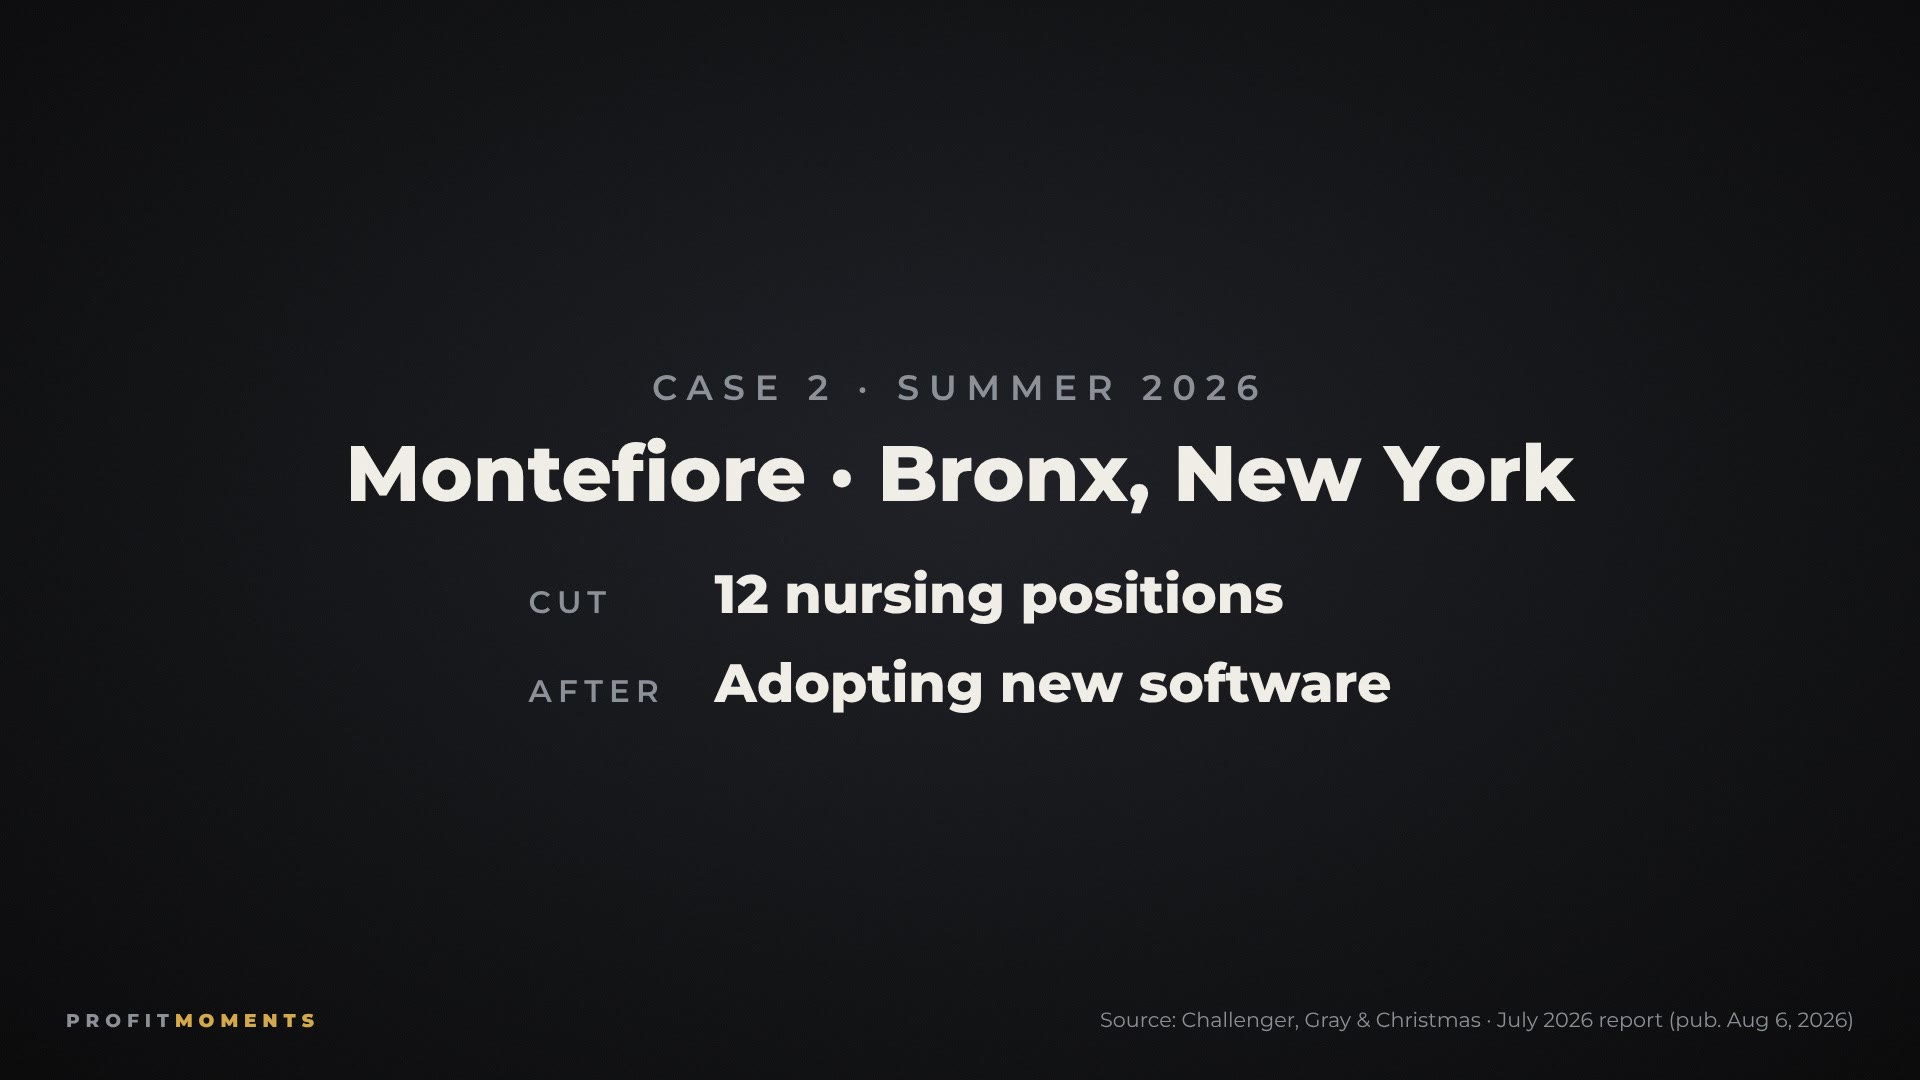 CASE 2 · SUMMER 2026
Montefiore · Bronx, New York
CUT 12 nursing positions
AFTER Adopting new software
PROFITMOMENTS
Source: Challenger, Gray & Christmas · July 2026 report (pub. Aug 6, 2026)